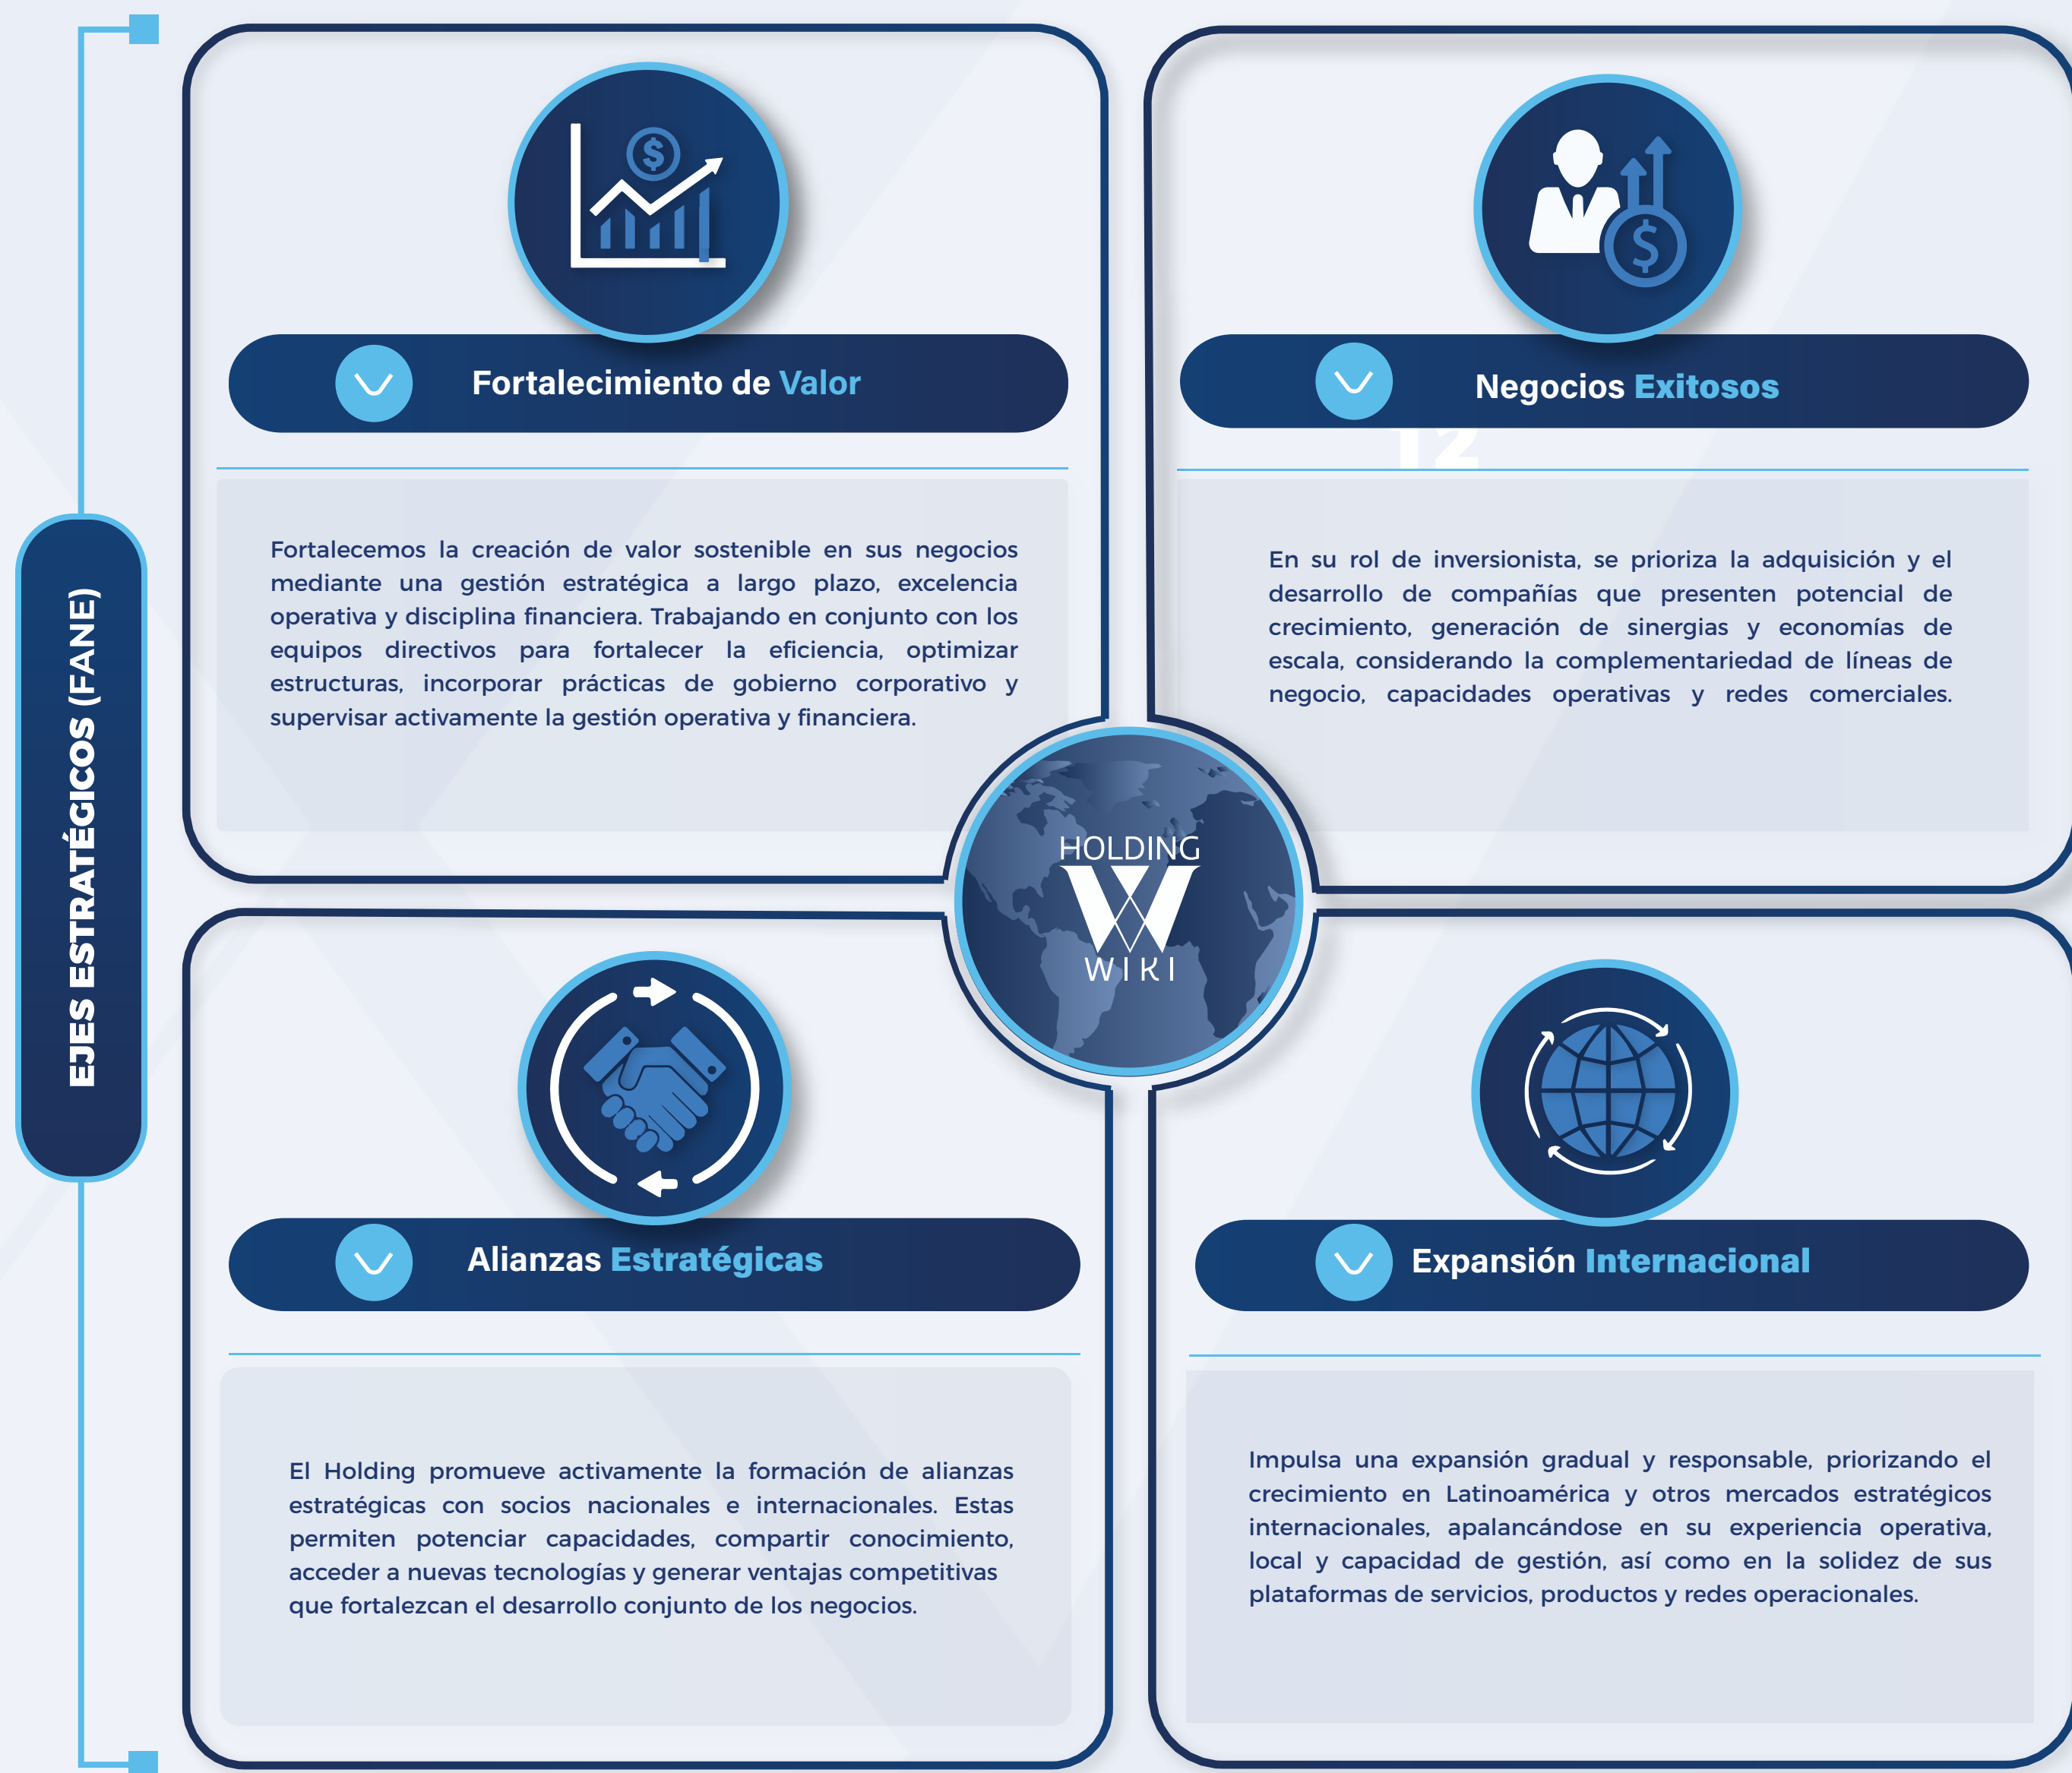 EJES ESTRATÉGICOS (FANE)
Fortalecimiento de Valor
Fortalecemos la creación de valor sostenible en sus negocios
mediante una gestión estratégica a largo plazo, excelencia
operativa y disciplina financiera. Trabajando en conjunto con los
equipos directivos para fortalecer la eficiencia, optimizar
estructuras, incorporar prácticas de gobierno corporativo y
supervisar activamente la gestión operativa y financiera.
Negocios Exitosos
12
En su rol de inversionista, se prioriza la adquisición y el
desarrollo de compañías que presenten potencial de
crecimiento, generación de sinergias y economías de
escala, considerando la complementariedad de líneas de
negocio, capacidades operativas y redes comerciales.
HOLDING
W
WIKI
Alianzas Estratégicas
El Holding promueve activamente la formación de alianzas
estratégicas con socios nacionales e internacionales. Estas
permiten potenciar capacidades, compartir conocimiento,
acceder a nuevas tecnologías y generar ventajas competitivas
que fortalezcan el desarrollo conjunto de los negocios.
Expansión Internacional
Impulsa una expansión gradual y responsable, priorizando el
crecimiento en Latinoamérica y otros mercados estratégicos
internacionales, apalancándose en su experiencia operativa,
local y capacidad de gestión, así como en la solidez de sus
plataformas de servicios, productos y redes operacionales.